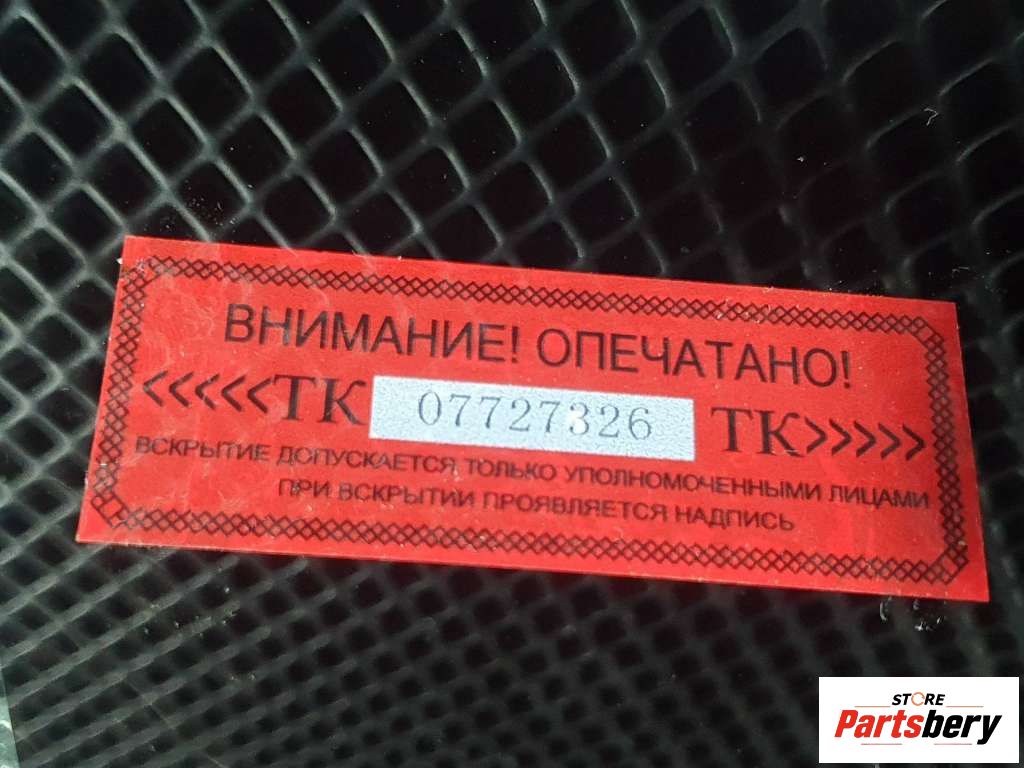 ВНИМАНИЕ! ОПЕЧАТАНО!
<<<<<ТК 07727326 ТК>>>>>
ВСКРЫТИЕ ДОПУСКАЕТСЯ ТОЛЬКО УПОЛНОМОЧЕННЫМИ ЛИЦАМИ
ПРИ ВСКРЫТИИ ПРОЯВЛЯЕТСЯ НАДПИСЬ
STORE
Partsbery